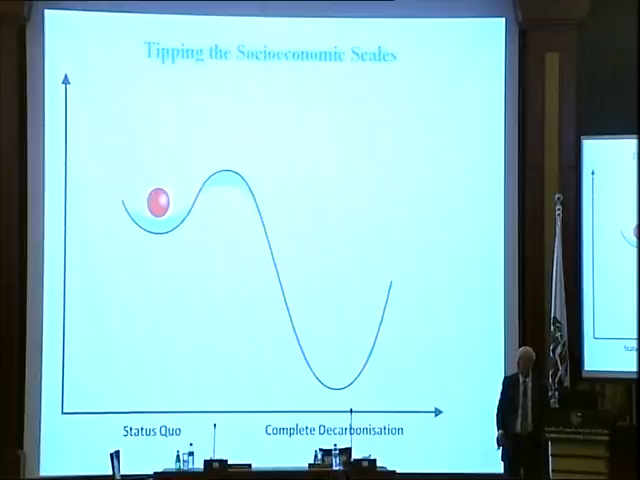 Tipping the Socioeconomic Scales
Status Quo
Complete Decarbonisation